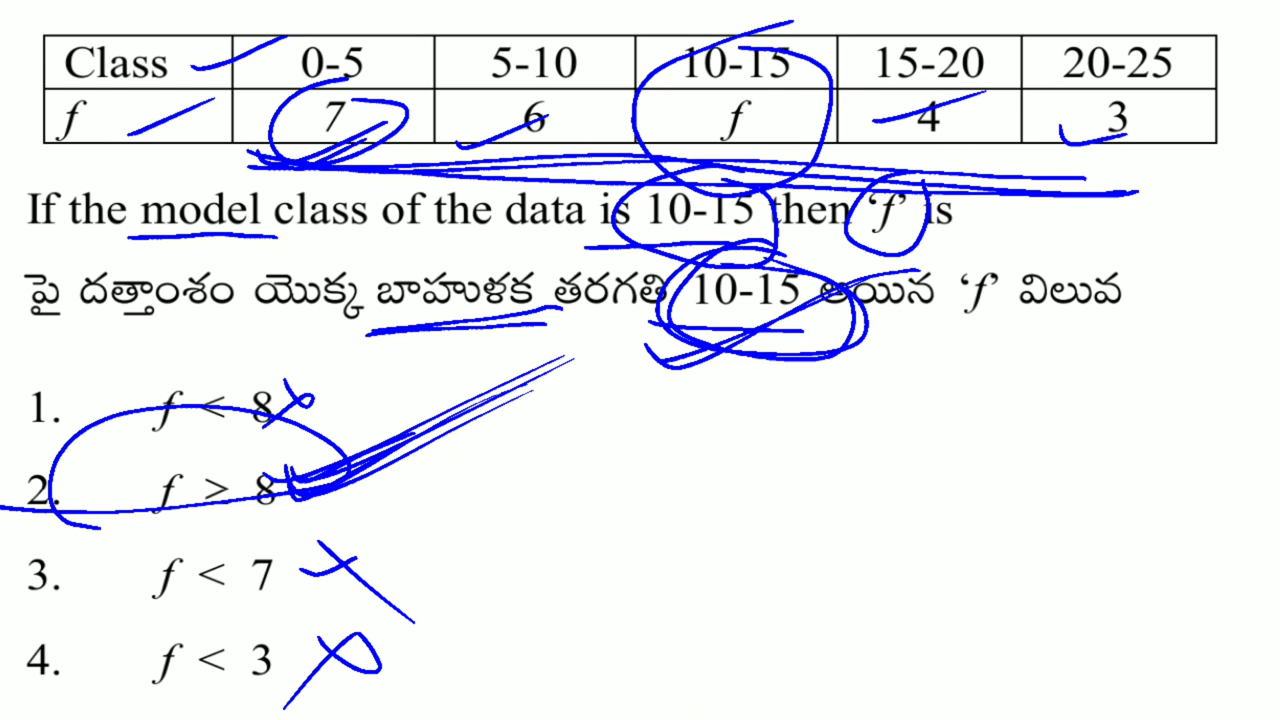 Class 0-5 5-10 10-15 15-20 20-25
f 7 6 f 4 3
If the model class of the data is 10-15 then ‘f’ is
పై దత్తాంశం యొక్క బాహుళక తరగతి 10-15 అయిన ‘f’ విలువ
1. f < 8
2. f > 8
3. f < 7
4. f < 3